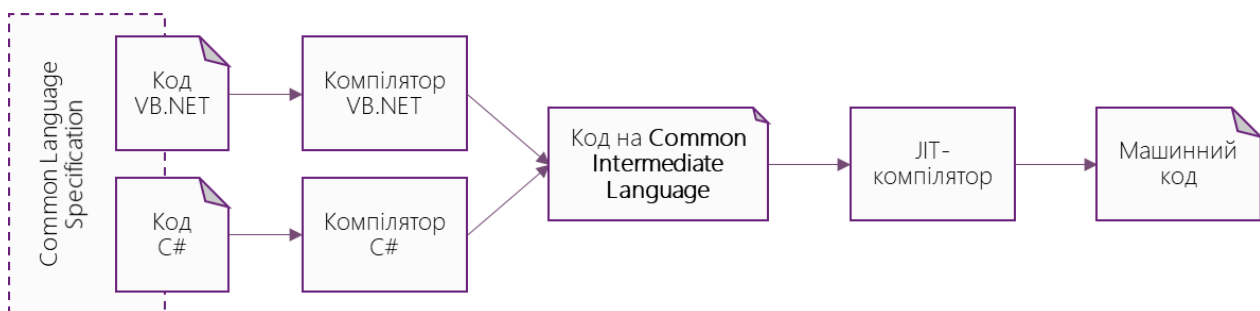 Common Language
Specification
Код
VB.NET
Компілятор
VB.NET
Код
C#
Компілятор
C#
Код на Common
Intermediate
Language
JIT-
компілятор
Машинний
код